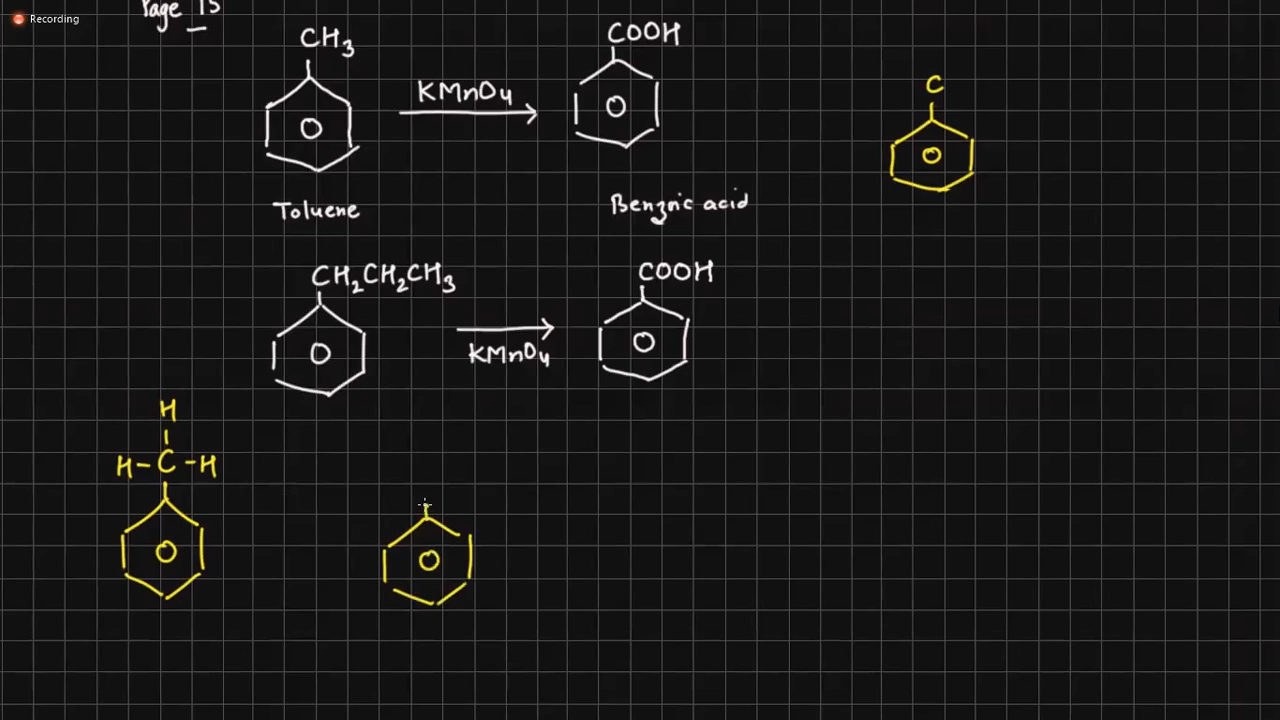 Recording
Page 15
CH₃
KMnO₄
COOH
C
Toluene
Benzoic acid
CH₂CH₂CH₃
KMnO₄
COOH
H
H-C-H